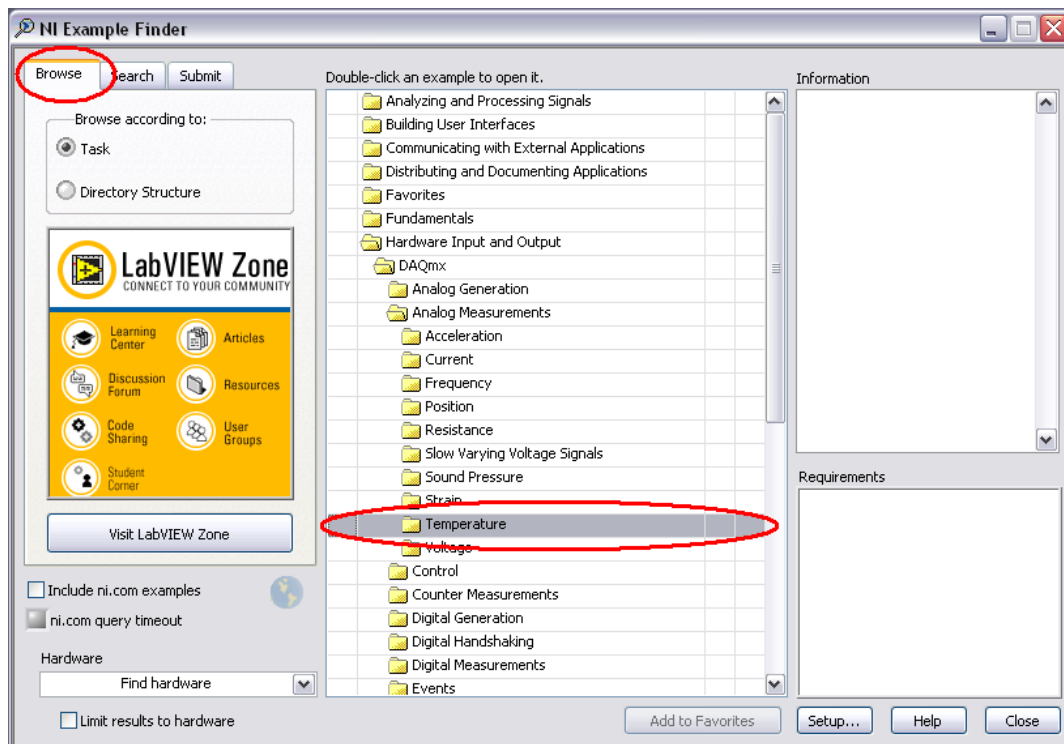 NI Example Finder
Browse
Search
Submit
Browse according to:
Task
Directory Structure
LabVIEW Zone
CONNECT TO YOUR COMMUNITY
Learning Center
Articles
Discussion Forum
Resources
Code Sharing
User Groups
Student Corner
Visit LabVIEW Zone
Include ni.com examples
ni.com query timeout
Hardware
Find hardware
Limit results to hardware
Double-click an example to open it.
Analyzing and Processing Signals
Building User Interfaces
Communicating with External Applications
Distributing and Documenting Applications
Favorites
Fundamentals
Hardware Input and Output
DAQmx
Analog Generation
Analog Measurements
Acceleration
Current
Frequency
Position
Resistance
Slow Varying Voltage Signals
Sound Pressure
Strain
Temperature
Voltage
Control
Counter Measurements
Digital Generation
Digital Handshaking
Digital Measurements
Events
Information
Requirements
Add to Favorites
Setup...
Help
Close